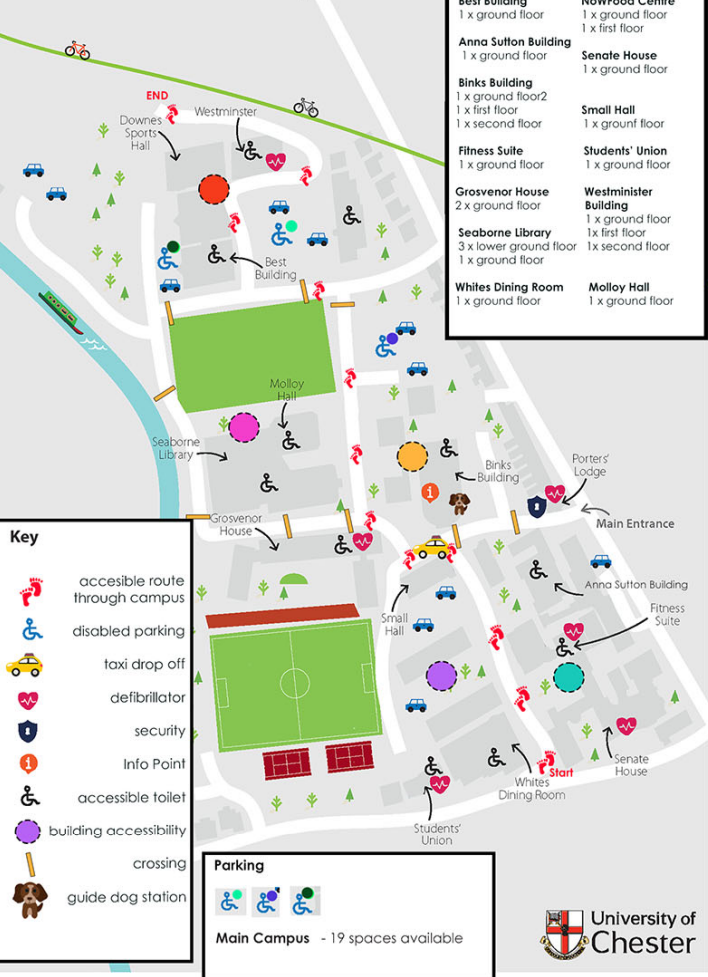 Best Building
1 x ground floor
Anna Sutton Building
1 x ground floor
Binks Building
1 x ground floor2
1 x first floor
1 x second floor
Fitness Suite
1 x ground floor
Grosvenor House
2 x ground floor
Seaborne Library
3 x lower ground floor
1 x ground floor
Whites Dining Room
1 x ground floor
NoWFood Centre
1 x ground floor
1 x first floor
Senate House
1 x ground floor
Small Hall
1 x grounf floor
Students' Union
1 x ground floor
Westminister
Building
1 x ground floor
1x first floor
1x second floor
Molloy Hall
1 x ground floor
END
Westminster
Downes
Sports
Hall
Best
Building
Molloy
Hall
Seaborne
Library
Binks
Building
Porters'
Lodge
Main Entrance
Grosvenor
House
Anna Sutton Building
Small
Hall
Fitness
Suite
Start
Whites
Dining Room
Senate
House
Students'
Union
Key
accesible route
through campus
disabled parking
taxi drop off
defibrillator
security
Info Point
accessible toilet
building accessibility
crossing
guide dog station
Parking
Main Campus - 19 spaces available
University of
Chester